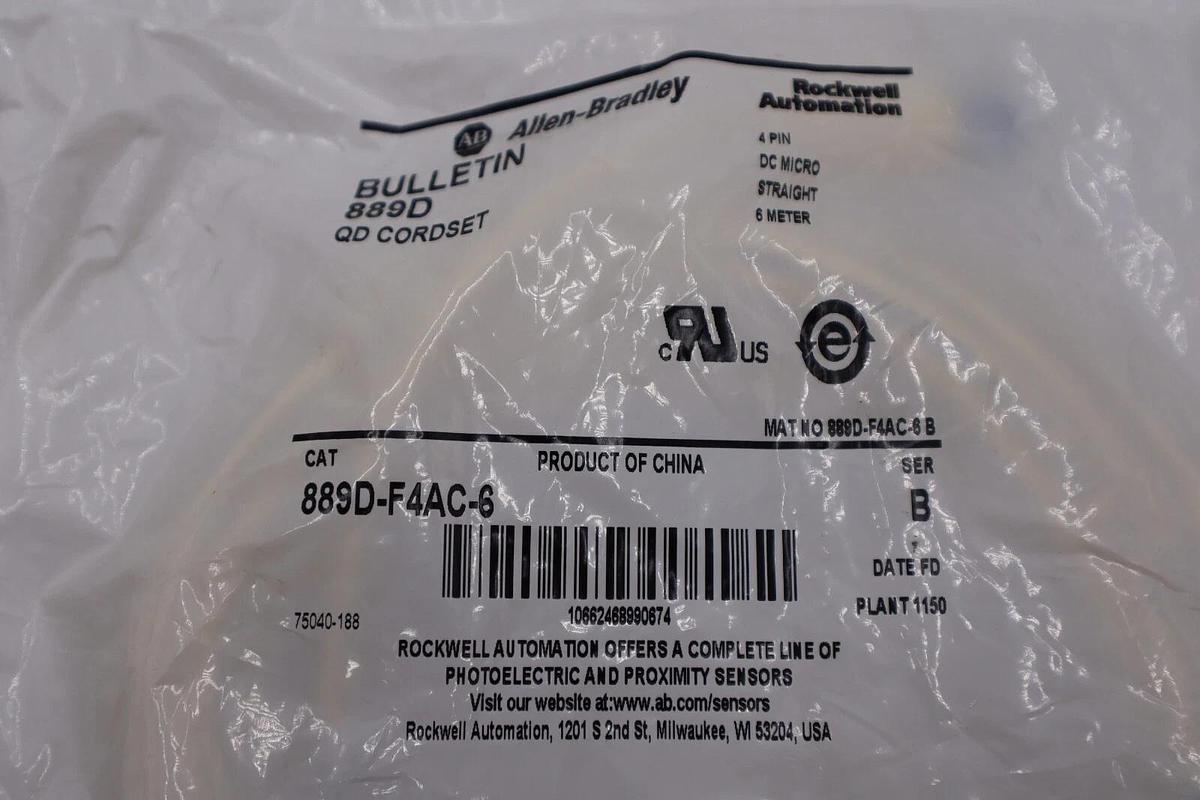 AB Allen-Bradley
Rockwell
Automation
BULLETIN
889D
QD CORDSET
4 PIN
DC MICRO
STRAIGHT
6 METER
c RU US
e
MAT NO 889D-F4AC-6 B
CAT
PRODUCT OF CHINA
SER
889D-F4AC-6
B
DATE FD
PLANT 1150
10662468990674
75040-188
ROCKWELL AUTOMATION OFFERS A COMPLETE LINE OF
PHOTOELECTRIC AND PROXIMITY SENSORS
Visit our website at:www.ab.com/sensors
Rockwell Automation, 1201 S 2nd St, Milwaukee, WI 53204, USA